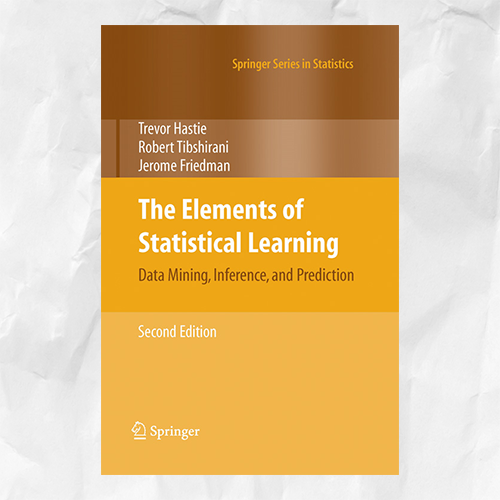 Springer Series in Statistics
Trevor Hastie
Robert Tibshirani
Jerome Friedman
The Elements of
Statistical Learning
Data Mining, Inference, and Prediction
Second Edition
Springer